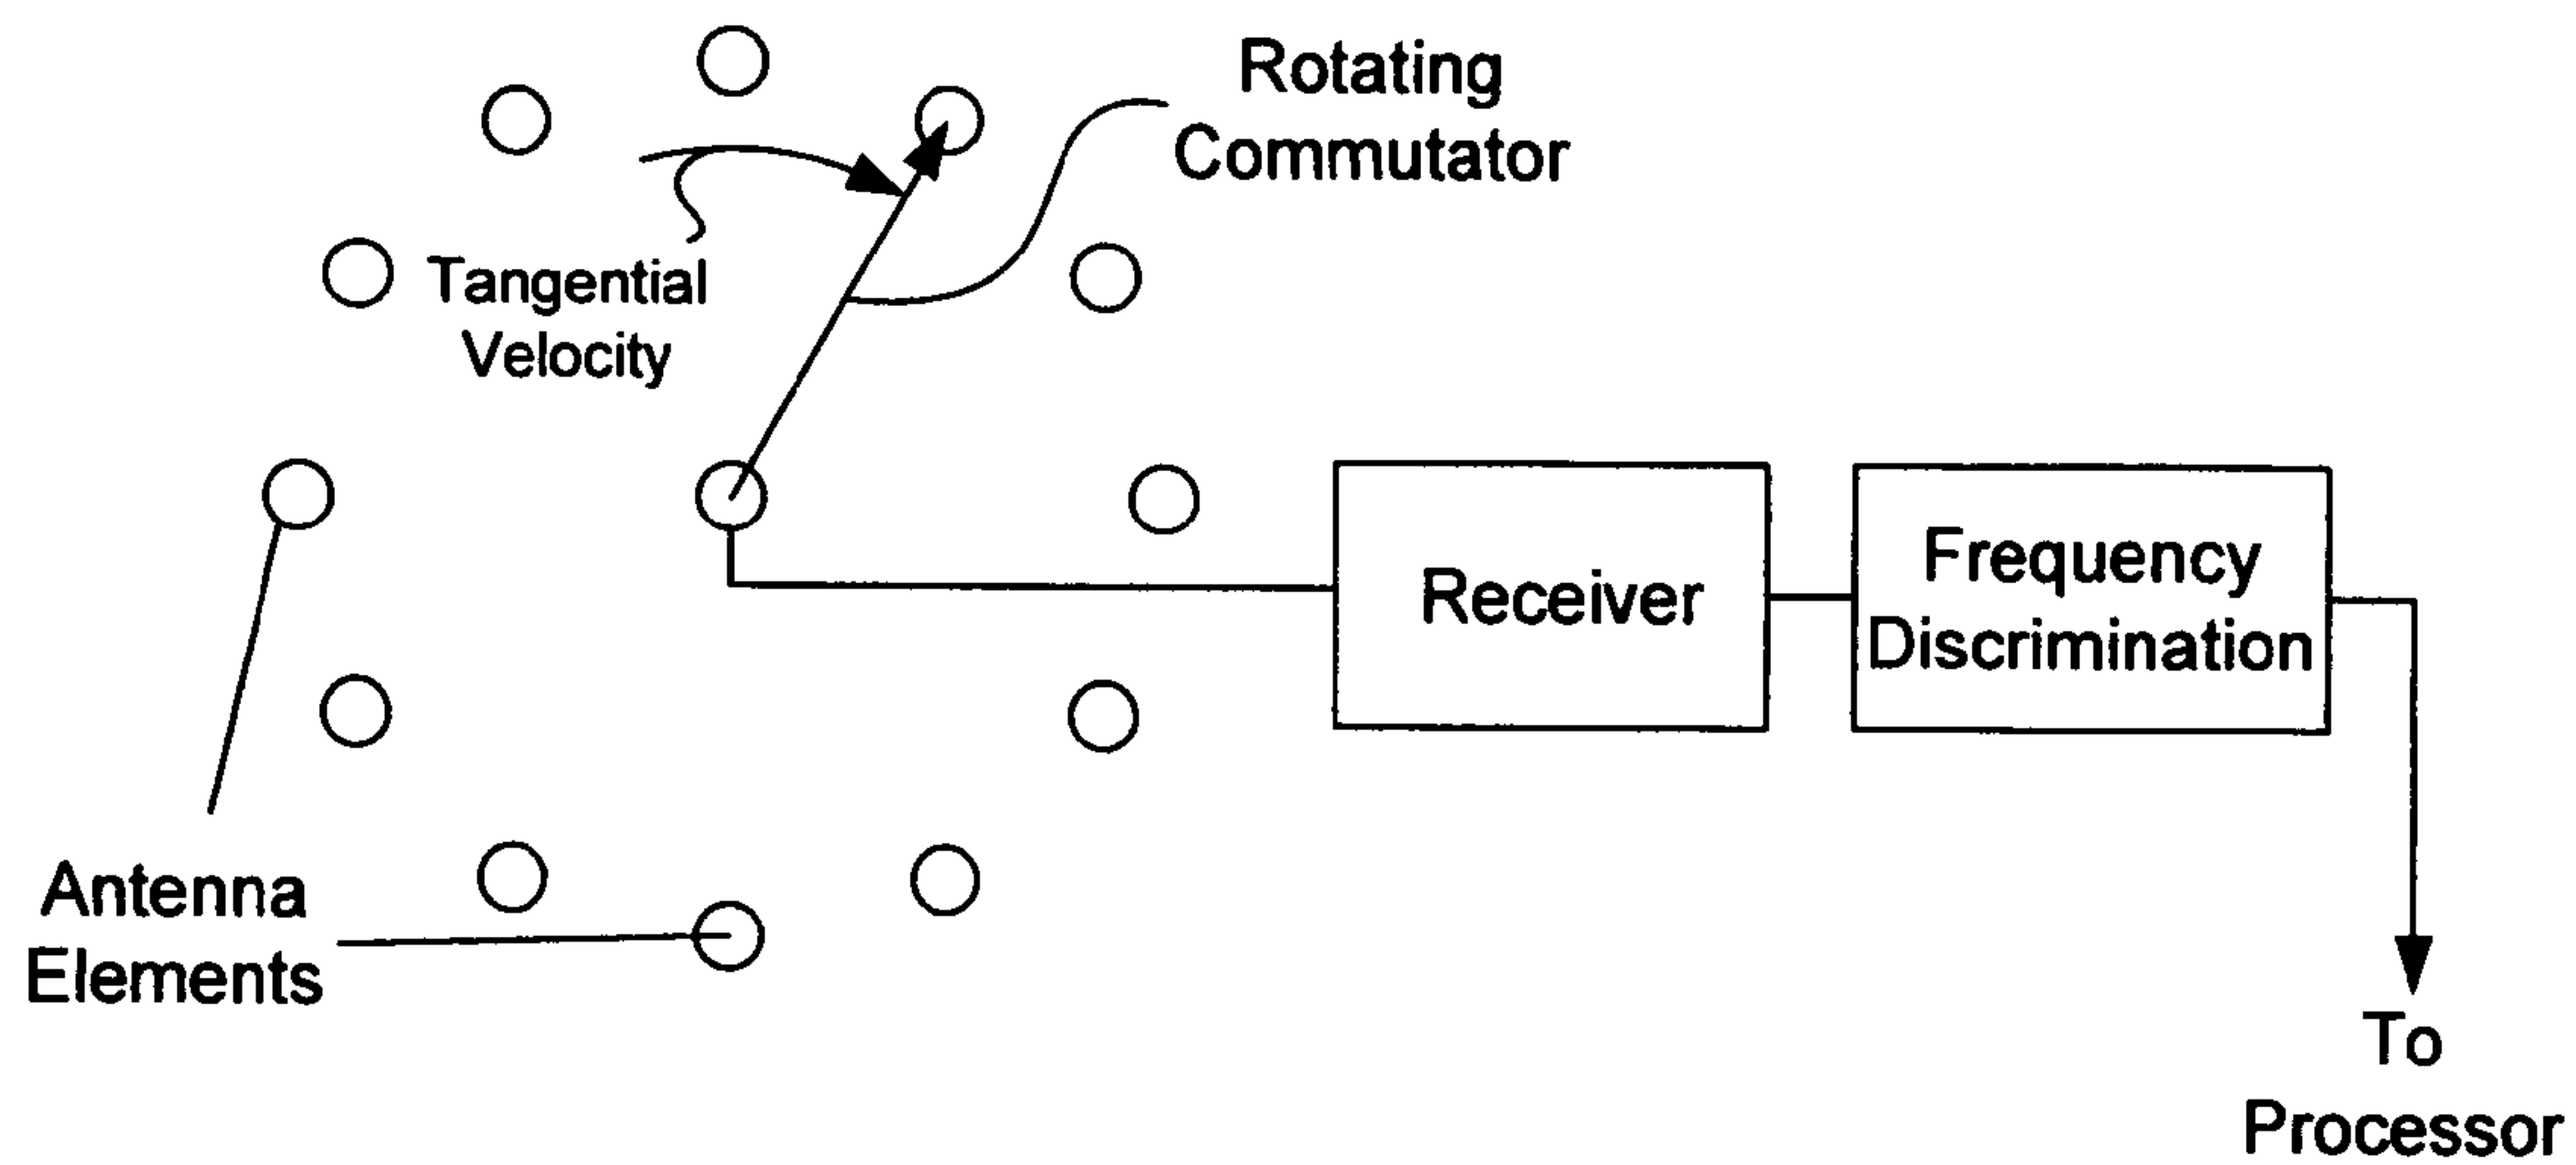 Rotating
Commutator
Tangential
Velocity
Receiver
Frequency
Discrimination
Antenna
Elements
To
Processor